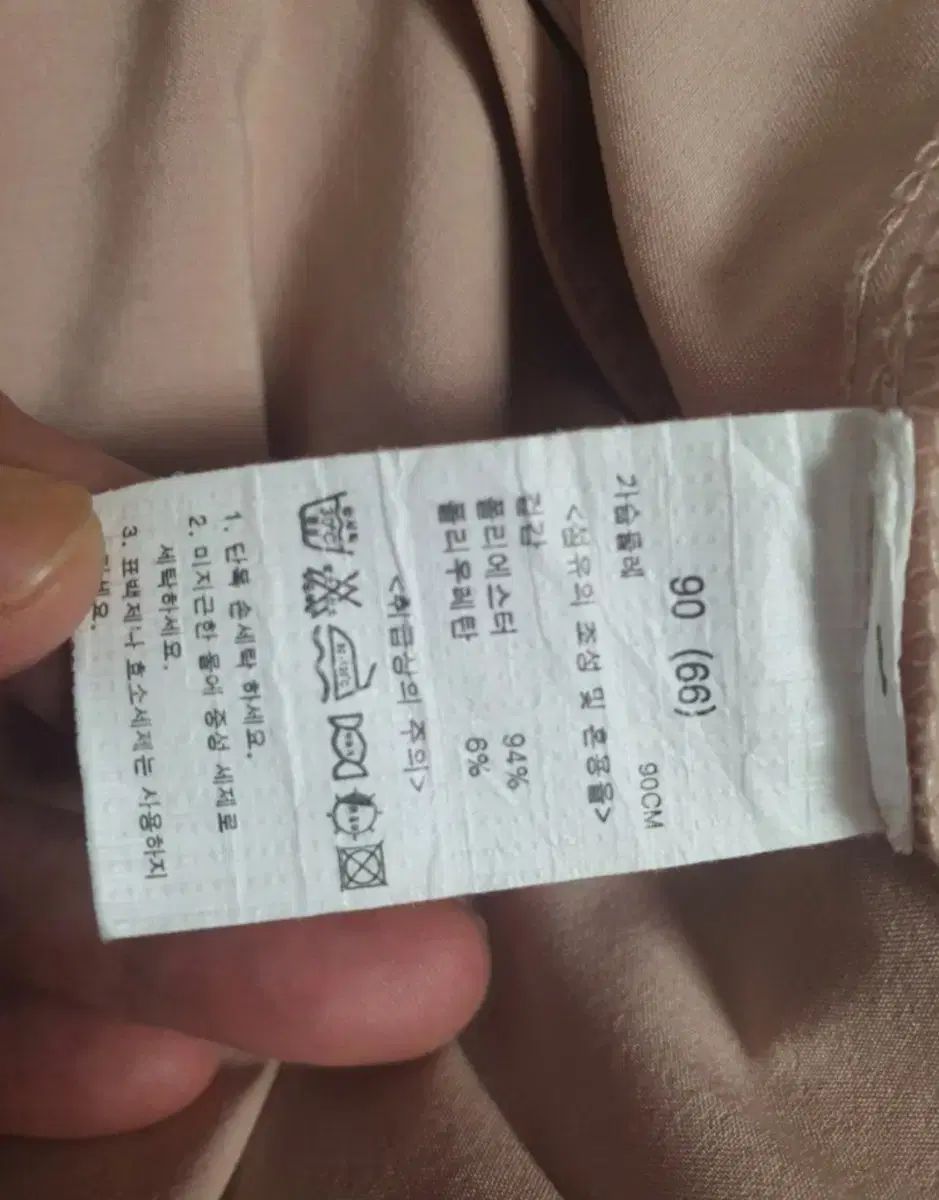 90 (66)
가슴둘레 90CM
<섬유의 조성 및 혼용율>
겉감
폴리에스터 94%
폴리우레탄 6%
<취급상의 주의>
1. 단독 손세탁 하세요.
2. 미지근한 물에 중성 세제로
세탁하세요.
3. 표백제나 효소세제는 사용하지